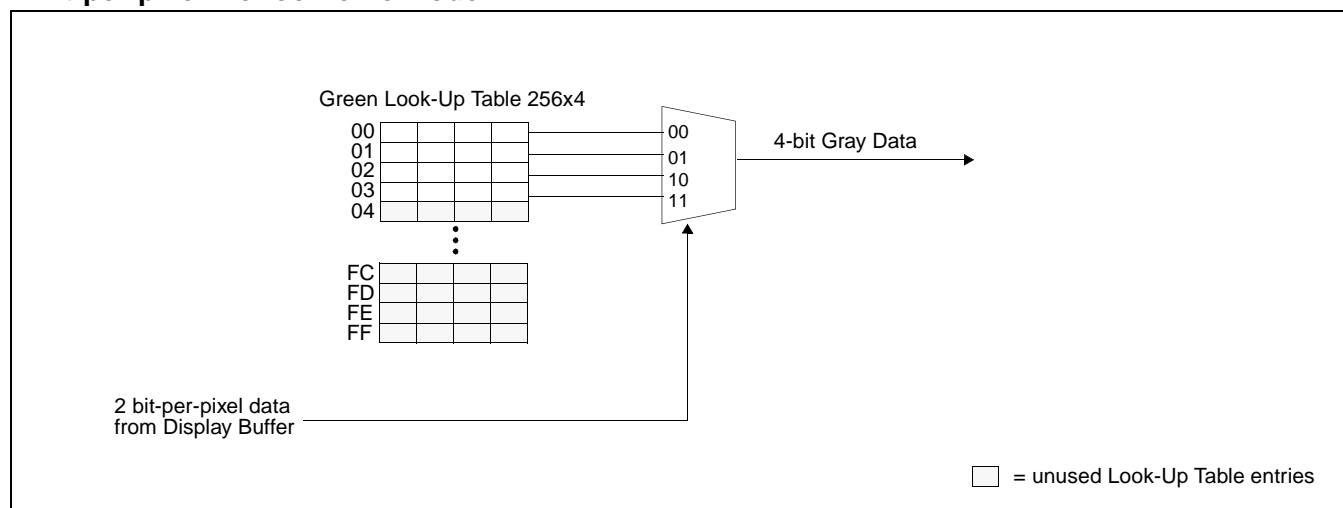 Green Look-Up Table 256x4
00
01
02
03
04
FC
FD
FE
FF
00
01
10
11
4-bit Gray Data
2 bit-per-pixel data
from Display Buffer
= unused Look-Up Table entries